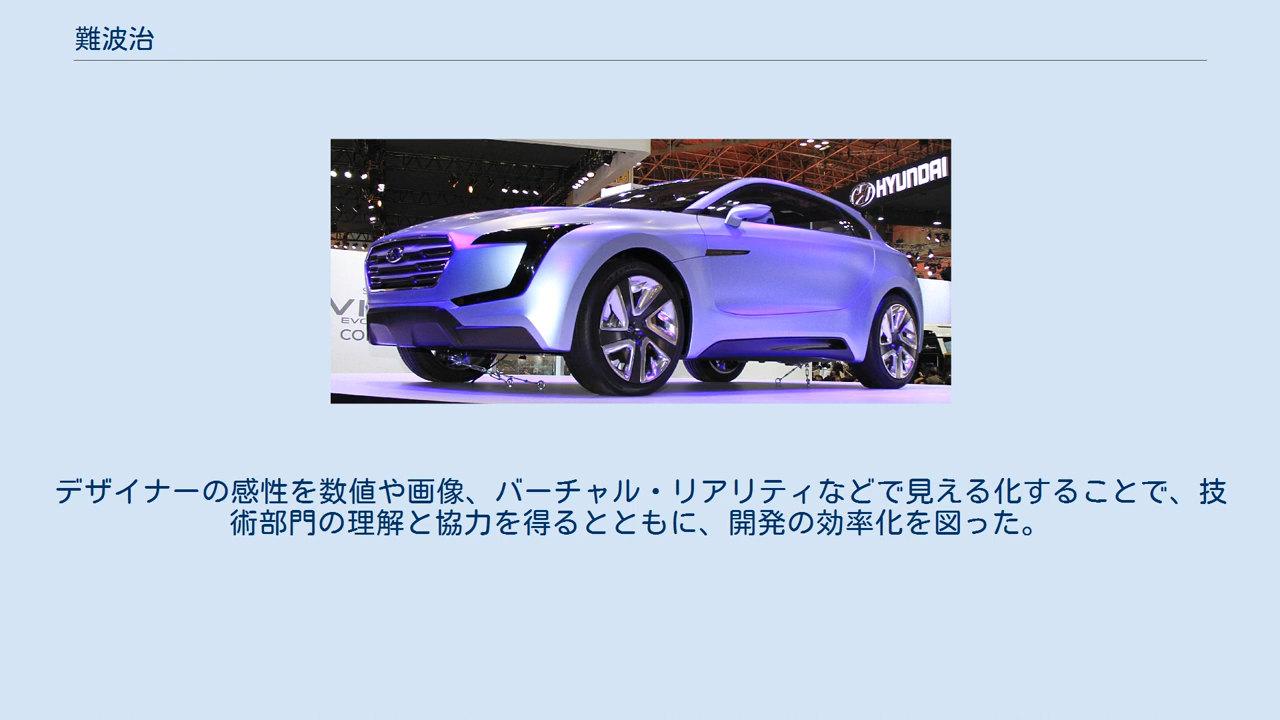 難波治
HYUNDAI
EVO
CO
デザイナーの感性を数値や画像、バーチャル・リアリティなどで見える化することで、技
術部門の理解と協力を得るとともに、開発の効率化を図った。